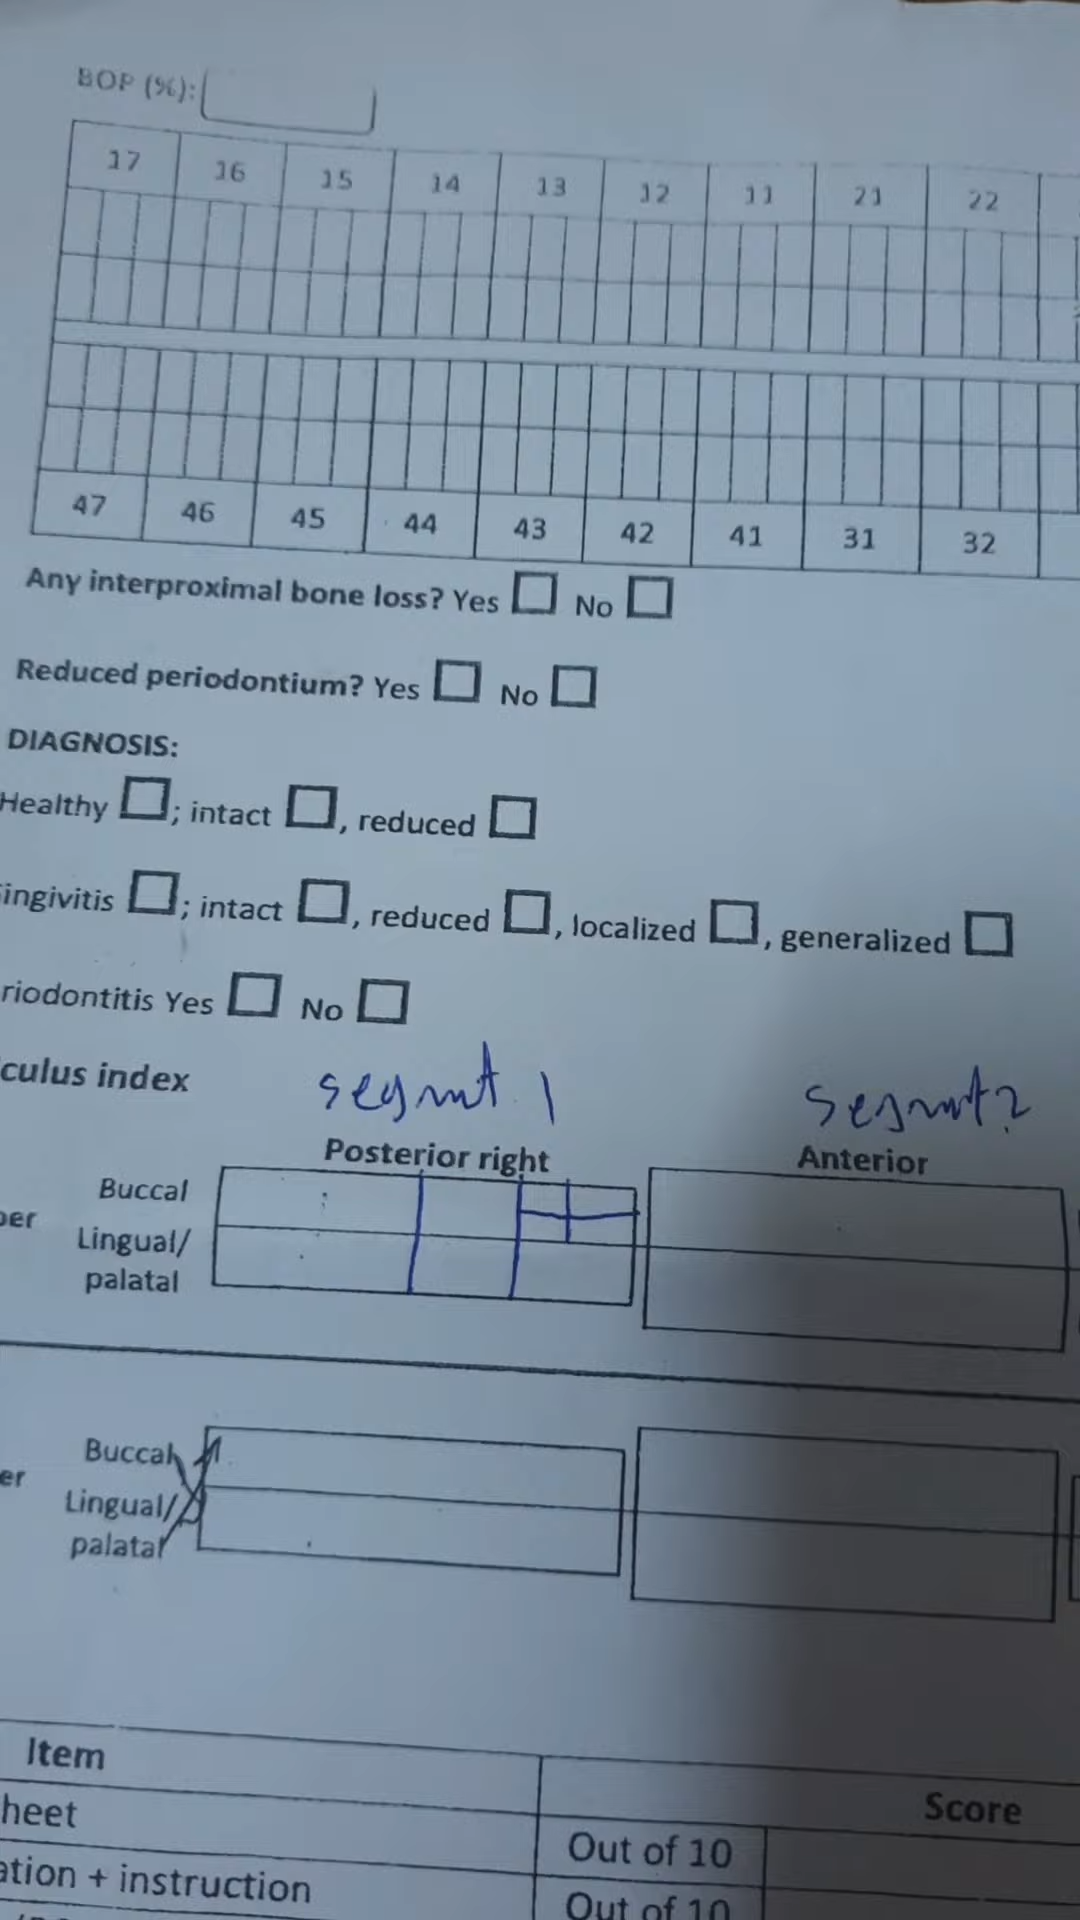 BOP (%):
17 16 15 14 13 12 11 21 22
47 46 45 44 43 42 41 31 32
Any interproximal bone loss? Yes No
Reduced periodontium? Yes No
DIAGNOSIS:
Healthy ; intact , reduced
ingivitis ; intact , reduced , localized , generalized
riodontitis Yes No
culus index
segmt 1 segmt 2
Posterior right Anterior
Buccal
per
Lingual/
palatal
Buccal
er
Lingual/
palatal
Item Score
heet Out of 10
ation + instruction Out of 10